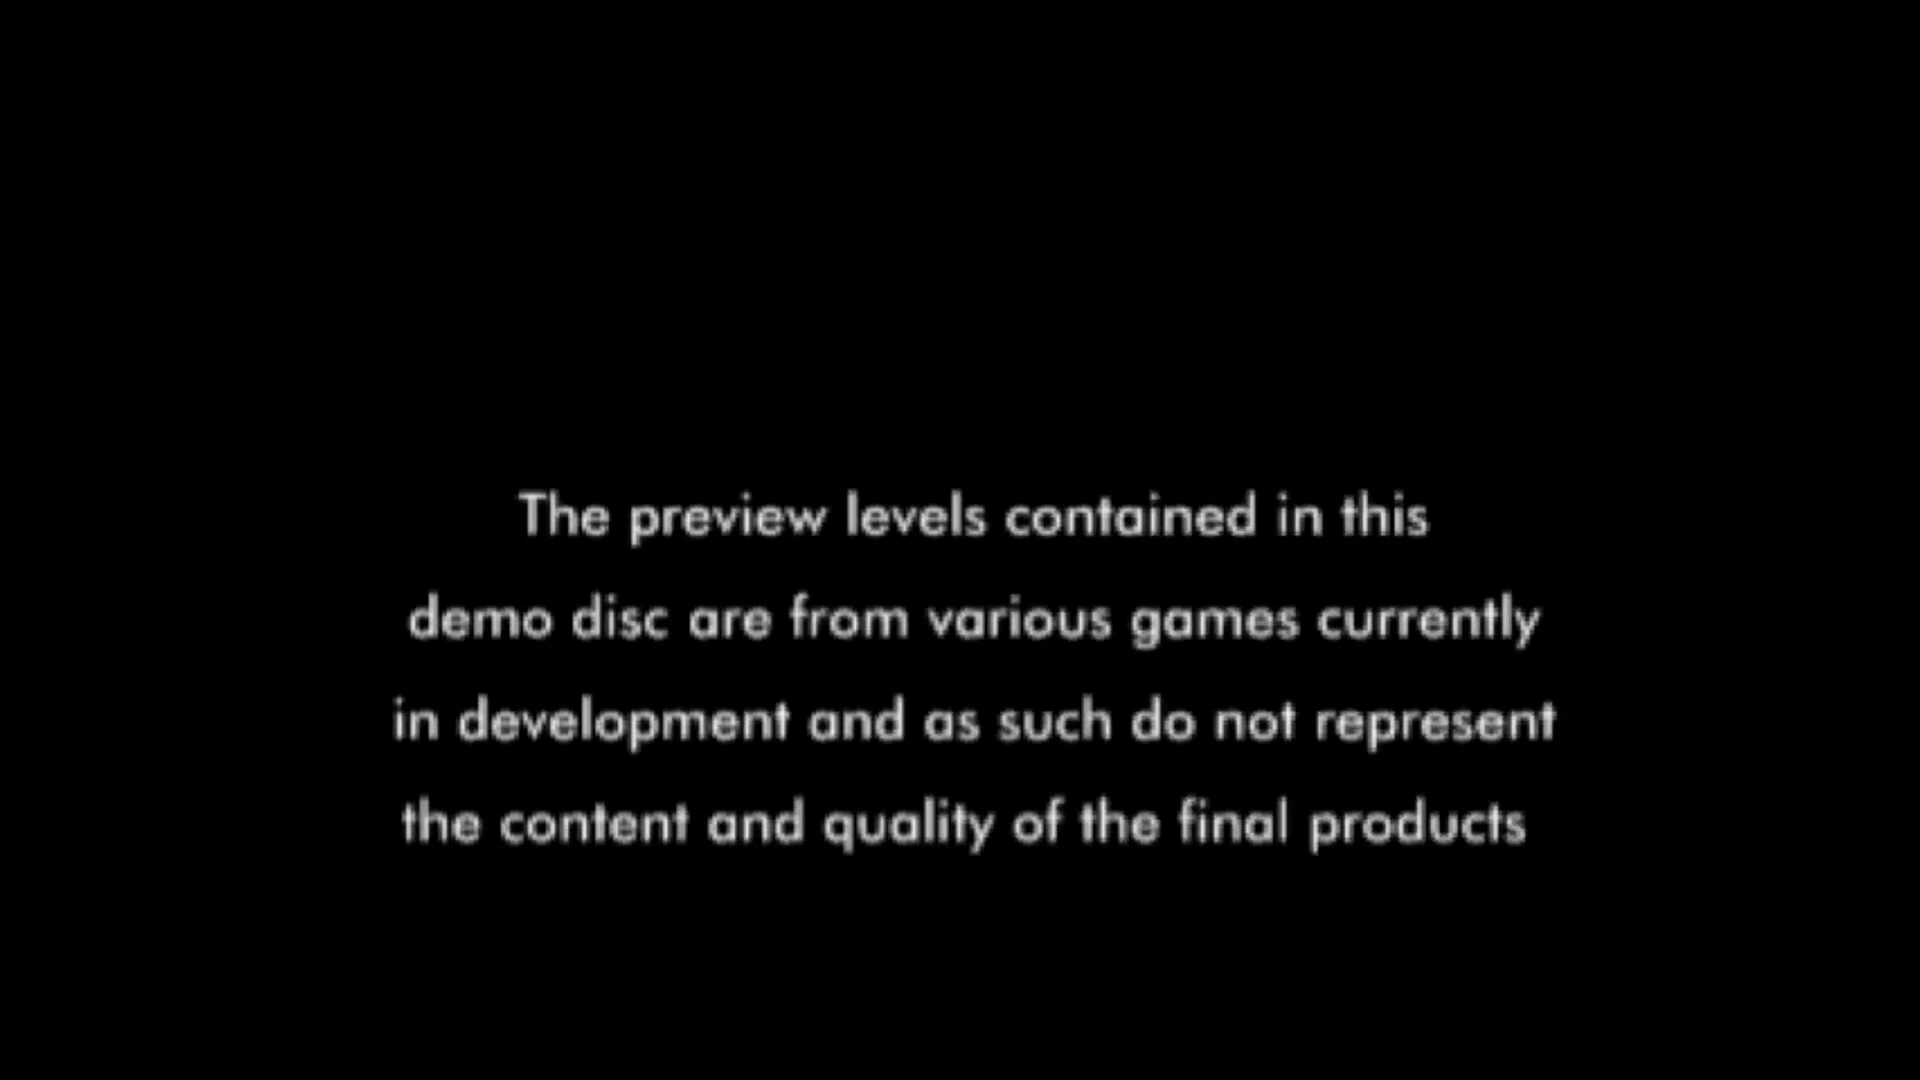 The preview levels contained in this
demo disc are from various games currently
in development and as such do not represent
the content and quality of the final products